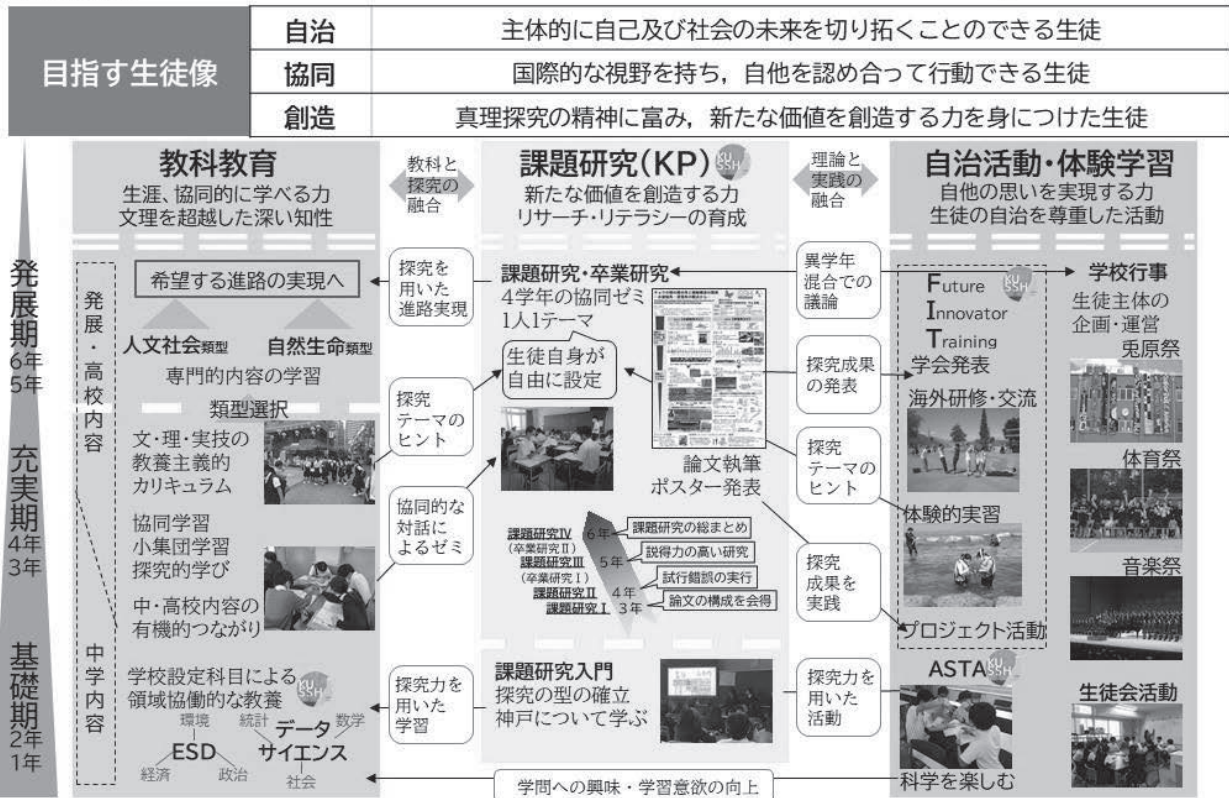 目指す生徒像
自治
主体的に自己及び社会の未来を切り拓くことのできる生徒
協同
国際的な視野を持ち，自他を認め合って行動できる生徒
創造
真理探究の精神に富み，新たな価値を創造する力を身につけた生徒
発展期
6年
5年
充実期
4年
3年
基礎期
2年
1年
教科教育
生涯、協同的に学べる力
文理を超越した深い知性
発展・高校内容
中学内容
希望する進路の実現へ
人文社会類型
自然生命類型
専門的内容の学習
類型選択
文・理・実技の
教養主義的
カリキュラム
協同学習
小集団学習
探究的学び
中・高校内容の
有機的つながり
学校設定科目による
領域協働的な教養
KU
SSH
環境
統計
データ
数学
ESD
サイエンス
経済
政治
社会
教科と
探究の
融合
探究を
用いた
進路実現
探究
テーマの
ヒント
協同的な
対話に
よるゼミ
探究力を
用いた
学習
課題研究(KP)
KU
SSH
新たな価値を創造する力
リサーチ・リテラシーの育成
課題研究・卒業研究
4学年の協同ゼミ
1人1テーマ
生徒自身が
自由に設定
論文執筆
ポスター発表
課題研究Ⅳ
6年
課題研究の総まとめ
(卒業研究Ⅱ)
課題研究Ⅲ
5年
説得力の高い研究
(卒業研究Ⅰ)
試行錯誤の実行
課題研究Ⅱ
4年
課題研究Ⅰ
3年
論文の構成を会得
課題研究入門
探究の型の確立
神戸について学ぶ
理論と
実践の
融合
異学年
混合での
議論
探究成果
の発表
探究
テーマの
ヒント
探究
成果を
実践
探究力を
用いた
活動
自治活動・体験学習
自他の思いを実現する力
生徒の自治を尊重した活動
Future
Innovator
Training
KU
SSH
学会発表
海外研修・交流
体験的実習
プロジェクト活動
ASTA
KU
SSH
科学を楽しむ
学校行事
生徒主体の
企画・運営
兎原祭
体育祭
音楽祭
生徒会活動
学問への興味・学習意欲の向上